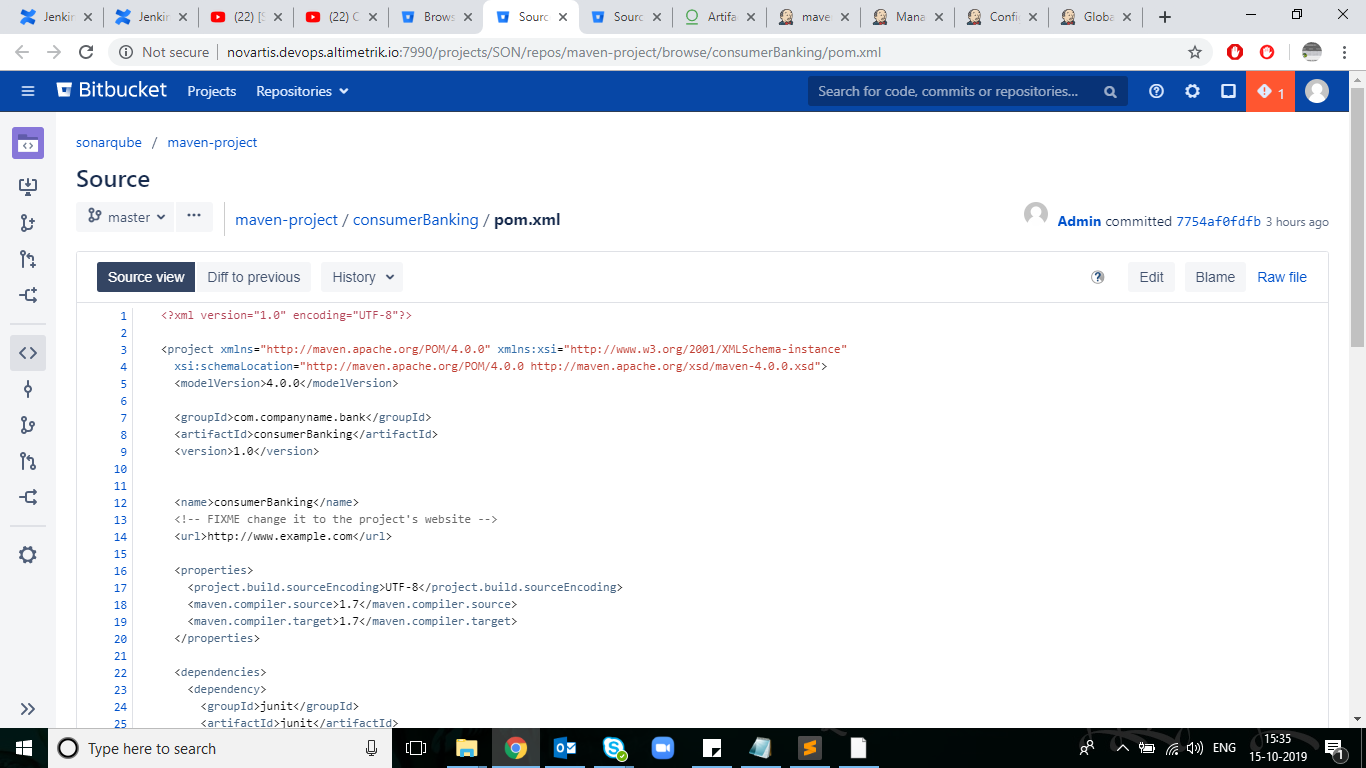 Jenkin
Jenkin
(22) [S
(22) C
Brows
Sourc
Sourc
Artifa
maver
Mana
Confi
Globa
Not secure | novartis.devops.altimetrik.io:7990/projects/SON/repos/maven-project/browse/consumerBanking/pom.xml
Bitbucket Projects Repositories Search for code, commits or repositories... 1
sonarqube / maven-project
Source
master ··· maven-project / consumerBanking / pom.xml Admin committed 7754af0fdfb 3 hours ago
Source view Diff to previous History Edit Blame Raw file
1 <?xml version="1.0" encoding="UTF-8"?>
2
3 <project xmlns="http://maven.apache.org/POM/4.0.0" xmlns:xsi="http://www.w3.org/2001/XMLSchema-instance"
4 xsi:schemaLocation="http://maven.apache.org/POM/4.0.0 http://maven.apache.org/xsd/maven-4.0.0.xsd">
5 <modelVersion>4.0.0</modelVersion>
6
7 <groupId>com.companyname.bank</groupId>
8 <artifactId>consumerBanking</artifactId>
9 <version>1.0</version>
10
11
12 <name>consumerBanking</name>
13 <!-- FIXME change it to the project's website -->
14 <url>http://www.example.com</url>
15
16 <properties>
17 <project.build.sourceEncoding>UTF-8</project.build.sourceEncoding>
18 <maven.compiler.source>1.7</maven.compiler.source>
19 <maven.compiler.target>1.7</maven.compiler.target>
20 </properties>
21
22 <dependencies>
23 <dependency>
24 <groupId>junit</groupId>
25 <artifactId>junit</artifactId>
Type here to search
ENG
15:35
15-10-2019
1